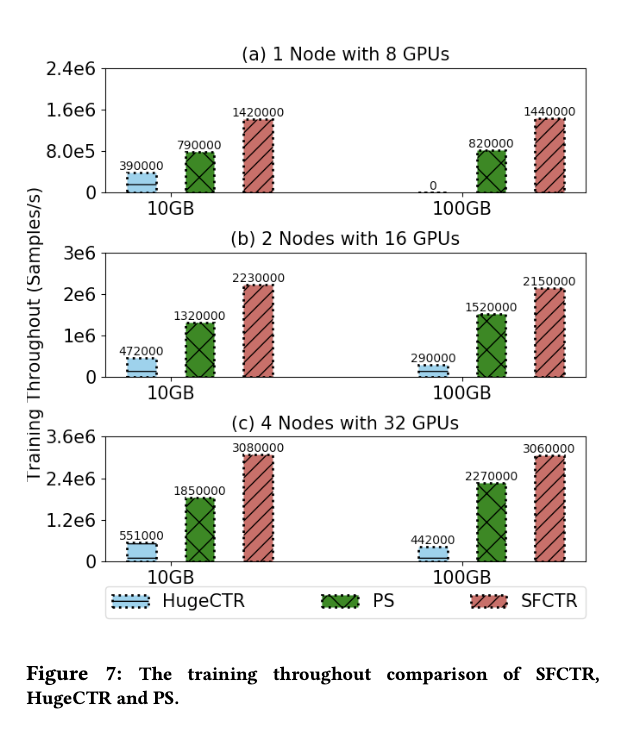 (a) 1 Node with 8 GPUs
2.4e6
1.6e6
8.0e5
0
390000
790000
1420000
0
820000
1440000
10GB
100GB
(b) 2 Nodes with 16 GPUs
3e6
2e6
1e6
0
472000
1320000
2230000
290000
1520000
2150000
10GB
100GB
(c) 4 Nodes with 32 GPUs
3.6e6
2.4e6
1.2e6
0
551000
1850000
3080000
442000
2270000
3060000
10GB
100GB
Training Throughout (Samples/s)
HugeCTR PS SFCTR
Figure 7: The training throughput comparison of SFCTR,
HugeCTR and PS.